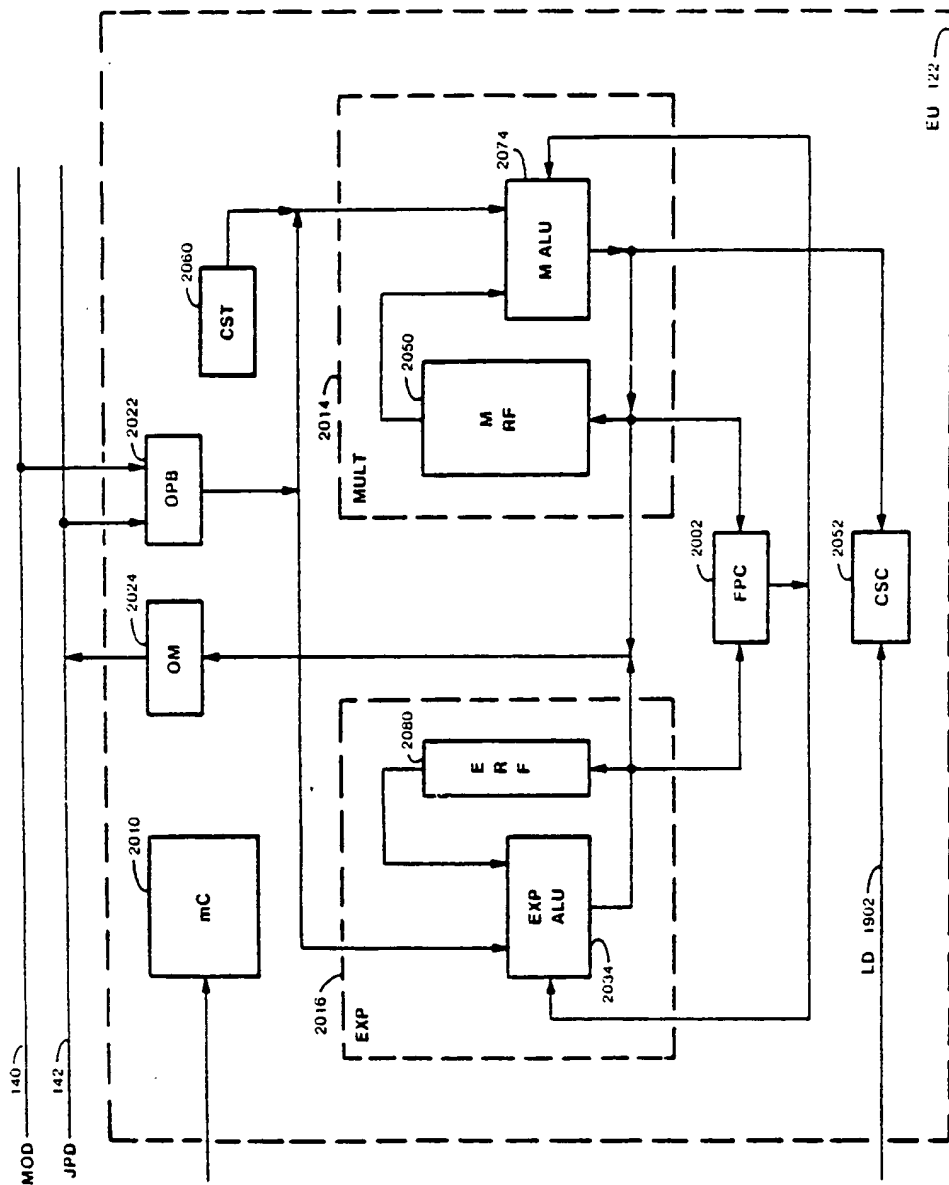 MOD 140
JPD 142
mC
2010
OM
2024
OPB
2022
CST
2060
2016
EXP
EXP
ALU
2034
E
R
F
2080
2014
MULT
M
RF
2050
M ALU
2074
FPC
2002
CSC
2052
LD 1902
EU 122